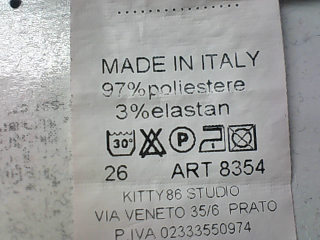 MADE IN ITALY
97%poliestere
3%elastan
30°
P
26 ART 8354
KITTY86 STUDIO
VIA VENETO 35/6 PRATO
P.IVA 02333550974